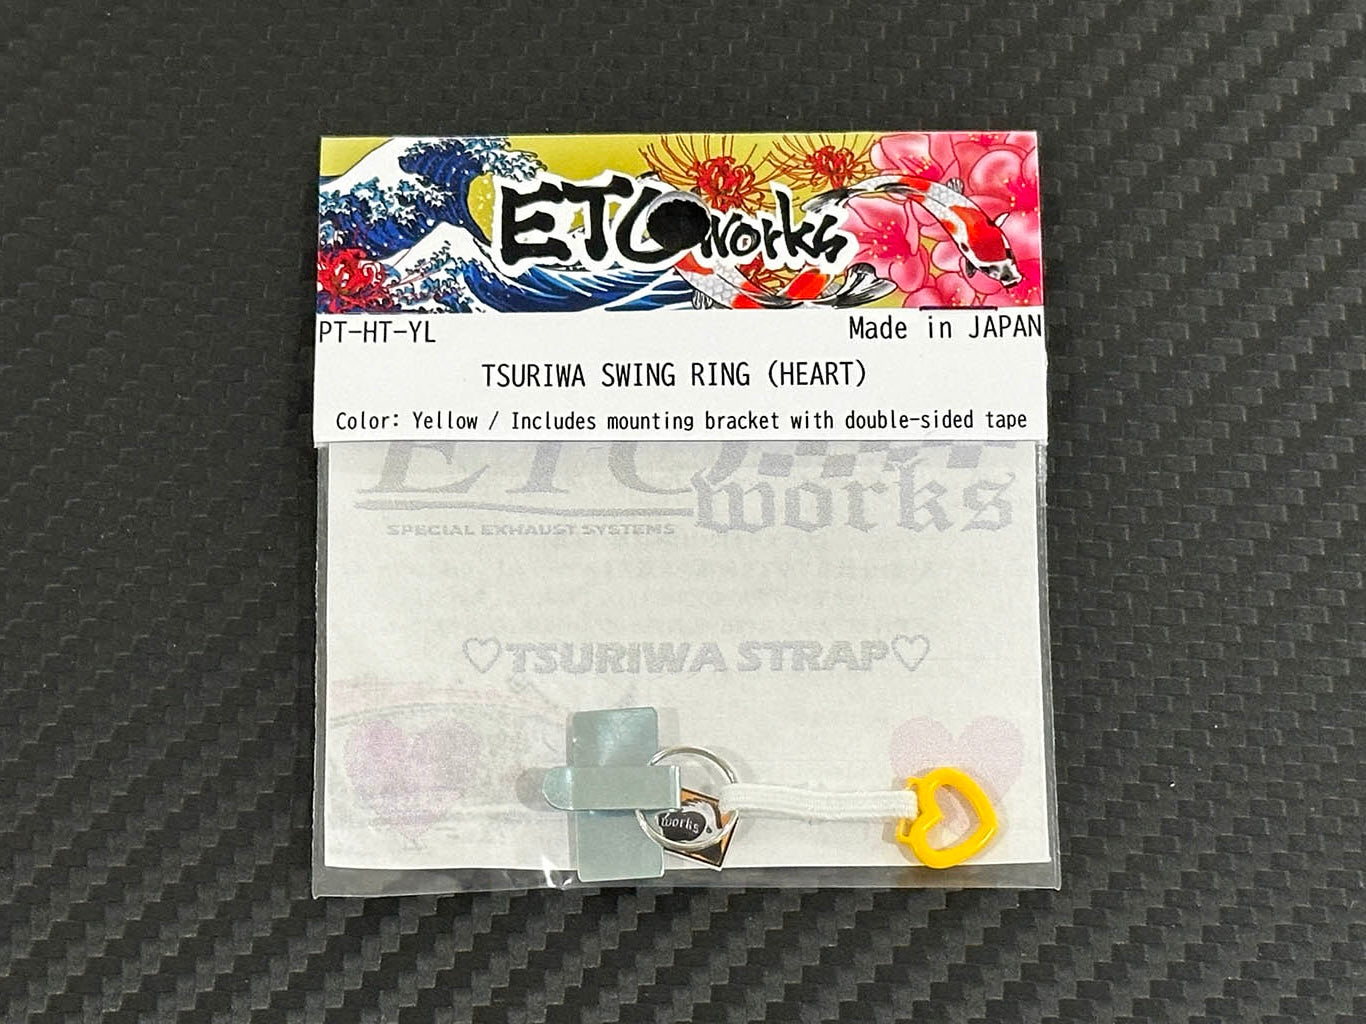 ETCworks
PT-HT-YL
Made in JAPAN
TSURIWA SWING RING (HEART)
Color: Yellow / Includes mounting bracket with double-sided tape
ETC
works
SPECIAL EXHAUST SYSTEMS
♡TSURIWA STRAP♡
works